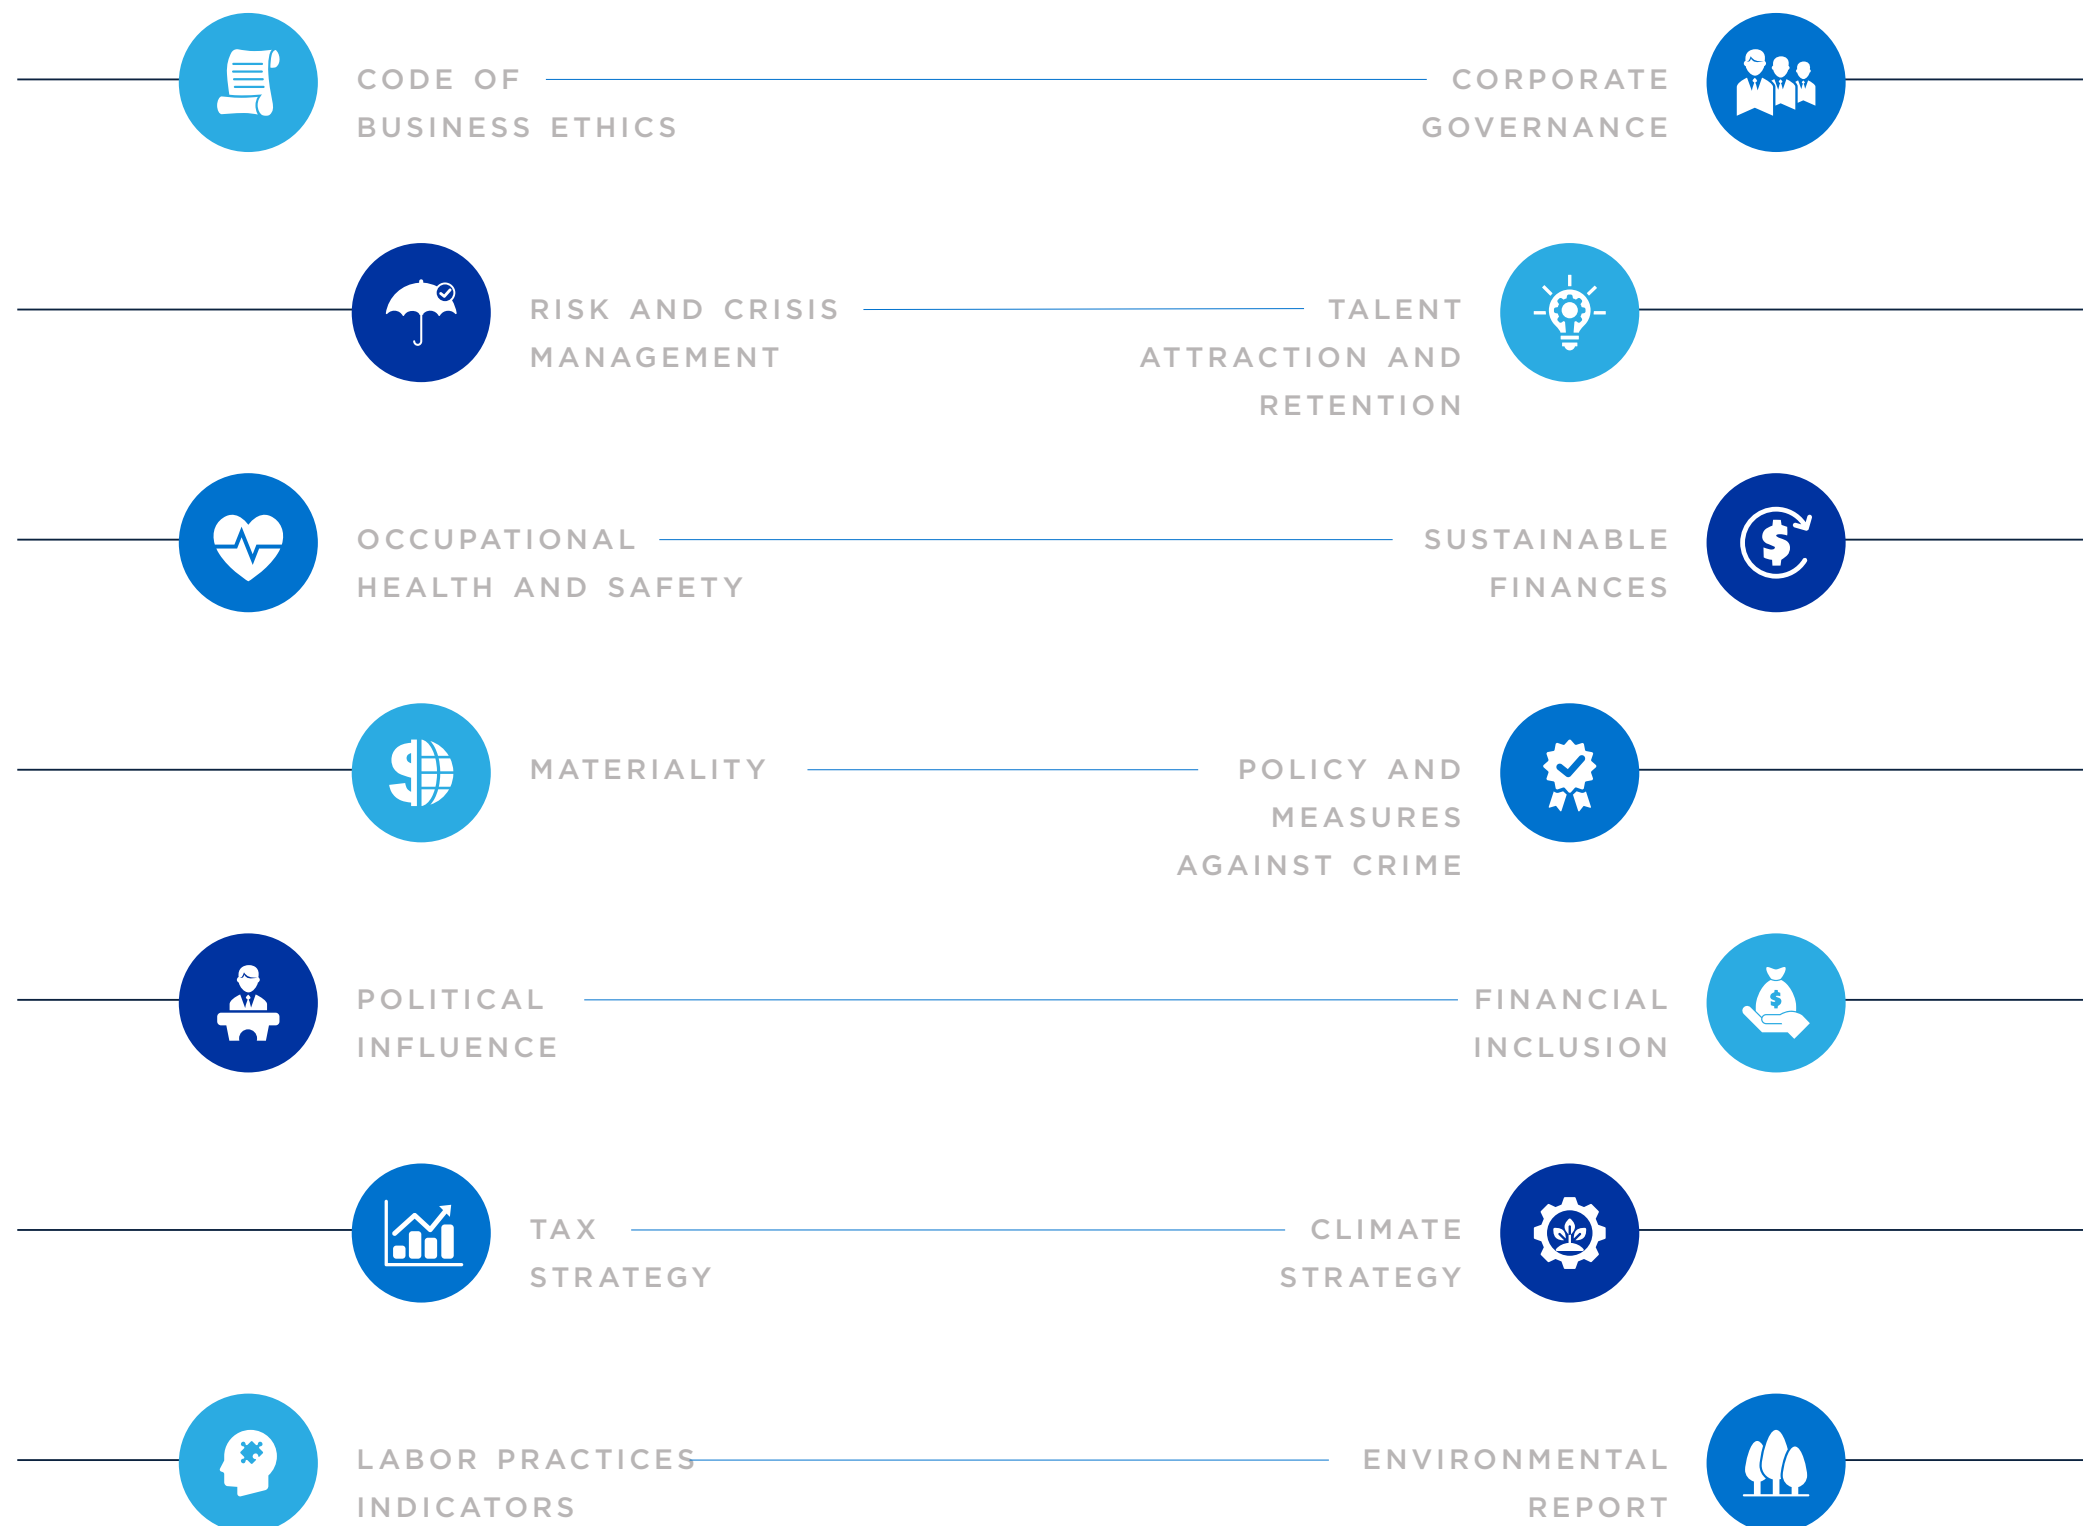 CODE OF
BUSINESS ETHICS
CORPORATE
GOVERNANCE
RISK AND CRISIS
MANAGEMENT
TALENT
ATTRACTION AND
RETENTION
OCCUPATIONAL
HEALTH AND SAFETY
SUSTAINABLE
FINANCES
MATERIALITY
POLICY AND
MEASURES
AGAINST CRIME
POLITICAL
INFLUENCE
FINANCIAL
INCLUSION
TAX
STRATEGY
CLIMATE
STRATEGY
LABOR PRACTICES
INDICATORS
ENVIRONMENTAL
REPORT